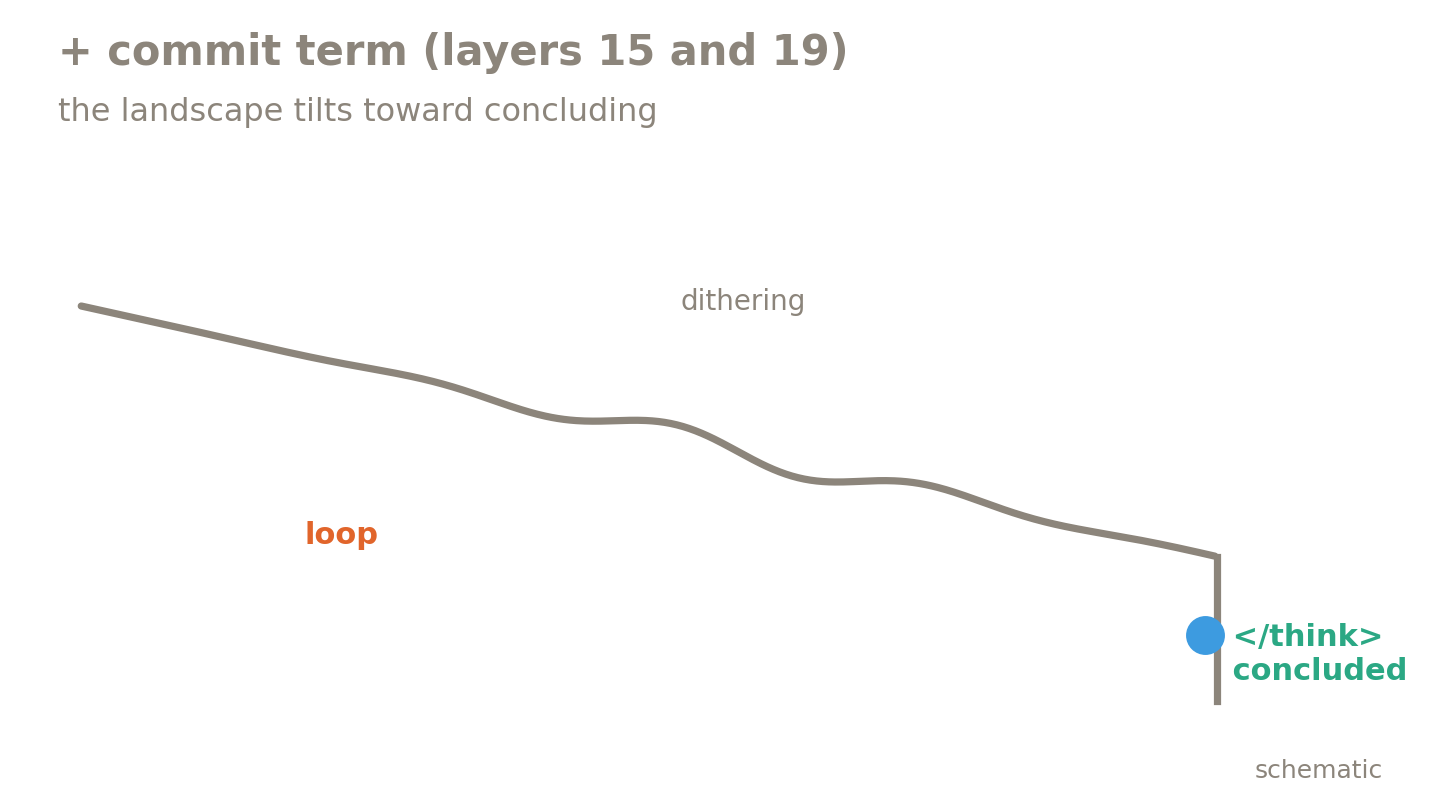 + commit term (layers 15 and 19)
the landscape tilts toward concluding
dithering
loop
</think>
concluded
schematic